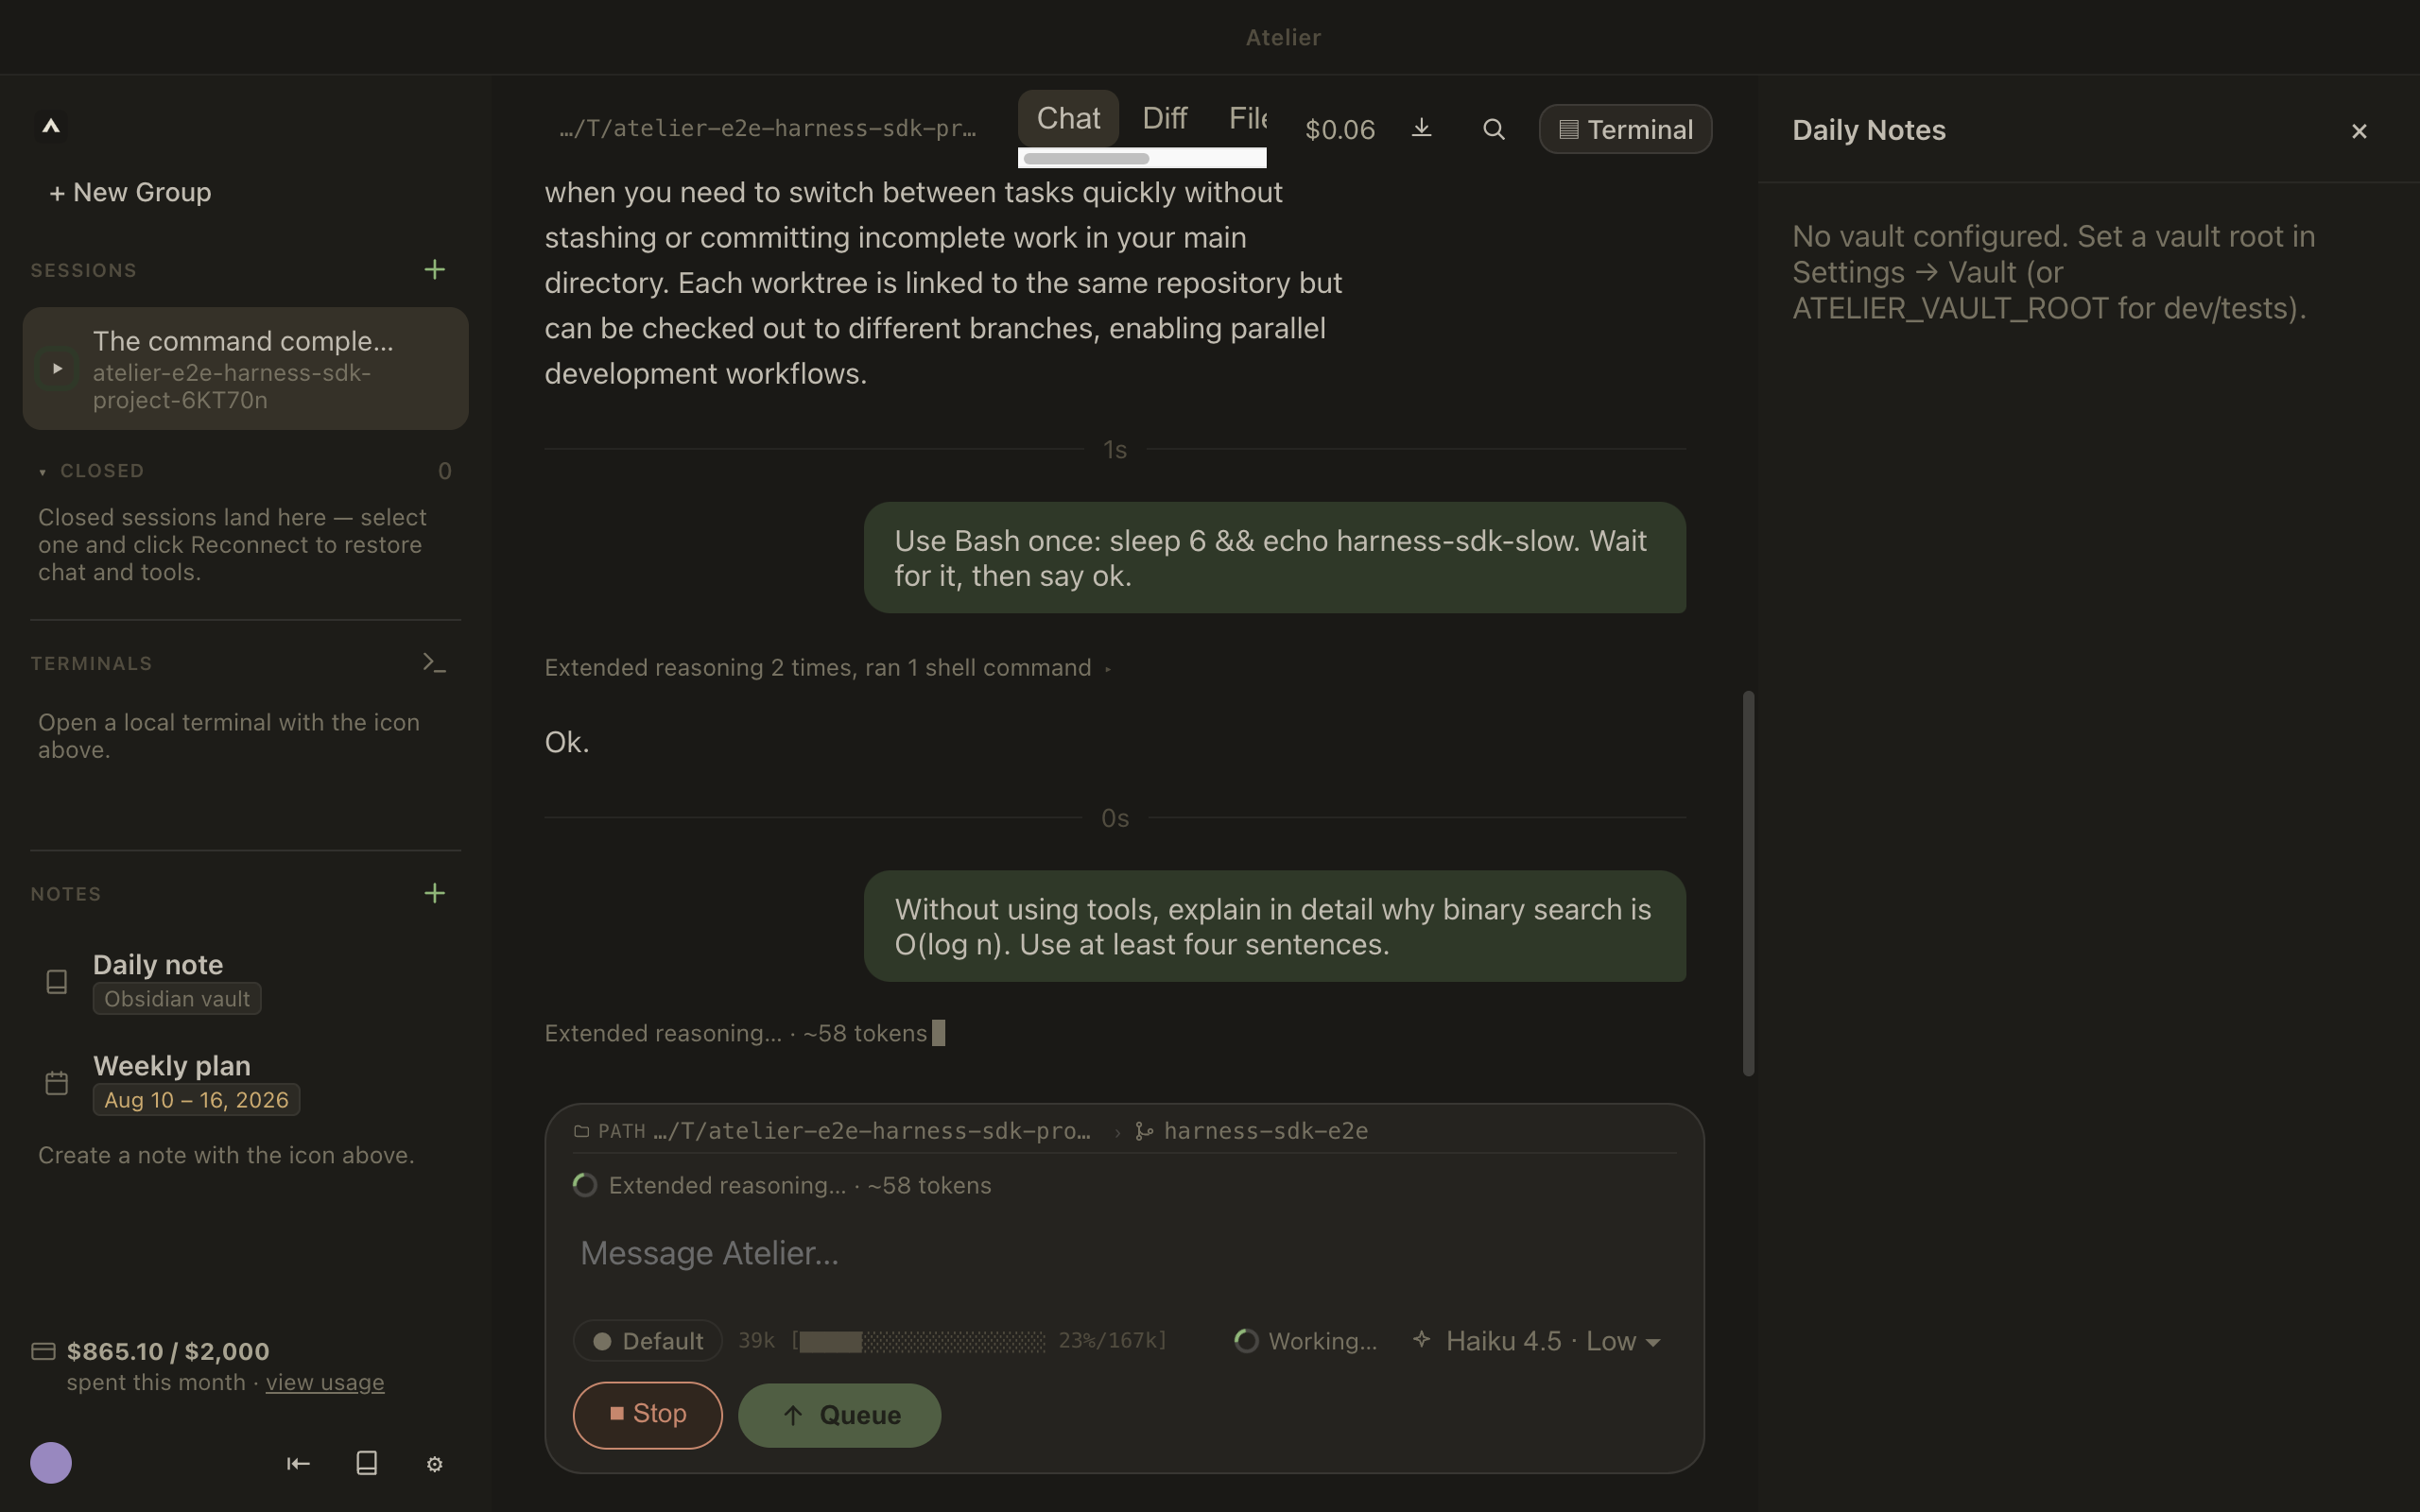 Atelier
+ New Group
SESSIONS
The command comple...
atelier-e2e-harness-sdk-
project-6KT70n
CLOSED 0
Closed sessions land here — select
one and click Reconnect to restore
chat and tools.
TERMINALS
Open a local terminal with the icon
above.
NOTES
Daily note
Obsidian vault
Weekly plan
Aug 10 – 16, 2026
Create a note with the icon above.
$865.10 / $2,000
spent this month · view usage
…/T/atelier-e2e-harness-sdk-pr…
Chat Diff File
$0.06
Terminal
when you need to switch between tasks quickly without
stashing or committing incomplete work in your main
directory. Each worktree is linked to the same repository but
can be checked out to different branches, enabling parallel
development workflows.
1s
Use Bash once: sleep 6 && echo harness-sdk-slow. Wait
for it, then say ok.
Extended reasoning 2 times, ran 1 shell command
Ok.
0s
Without using tools, explain in detail why binary search is
O(log n). Use at least four sentences.
Extended reasoning... · ~58 tokens
PATH …/T/atelier-e2e-harness-sdk-pro… › harness-sdk-e2e
Extended reasoning... · ~58 tokens
Message Atelier...
Default 39k [ 23%/167k] Working... Haiku 4.5 · Low
Stop Queue
Daily Notes
No vault configured. Set a vault root in
Settings → Vault (or
ATELIER_VAULT_ROOT for dev/tests).